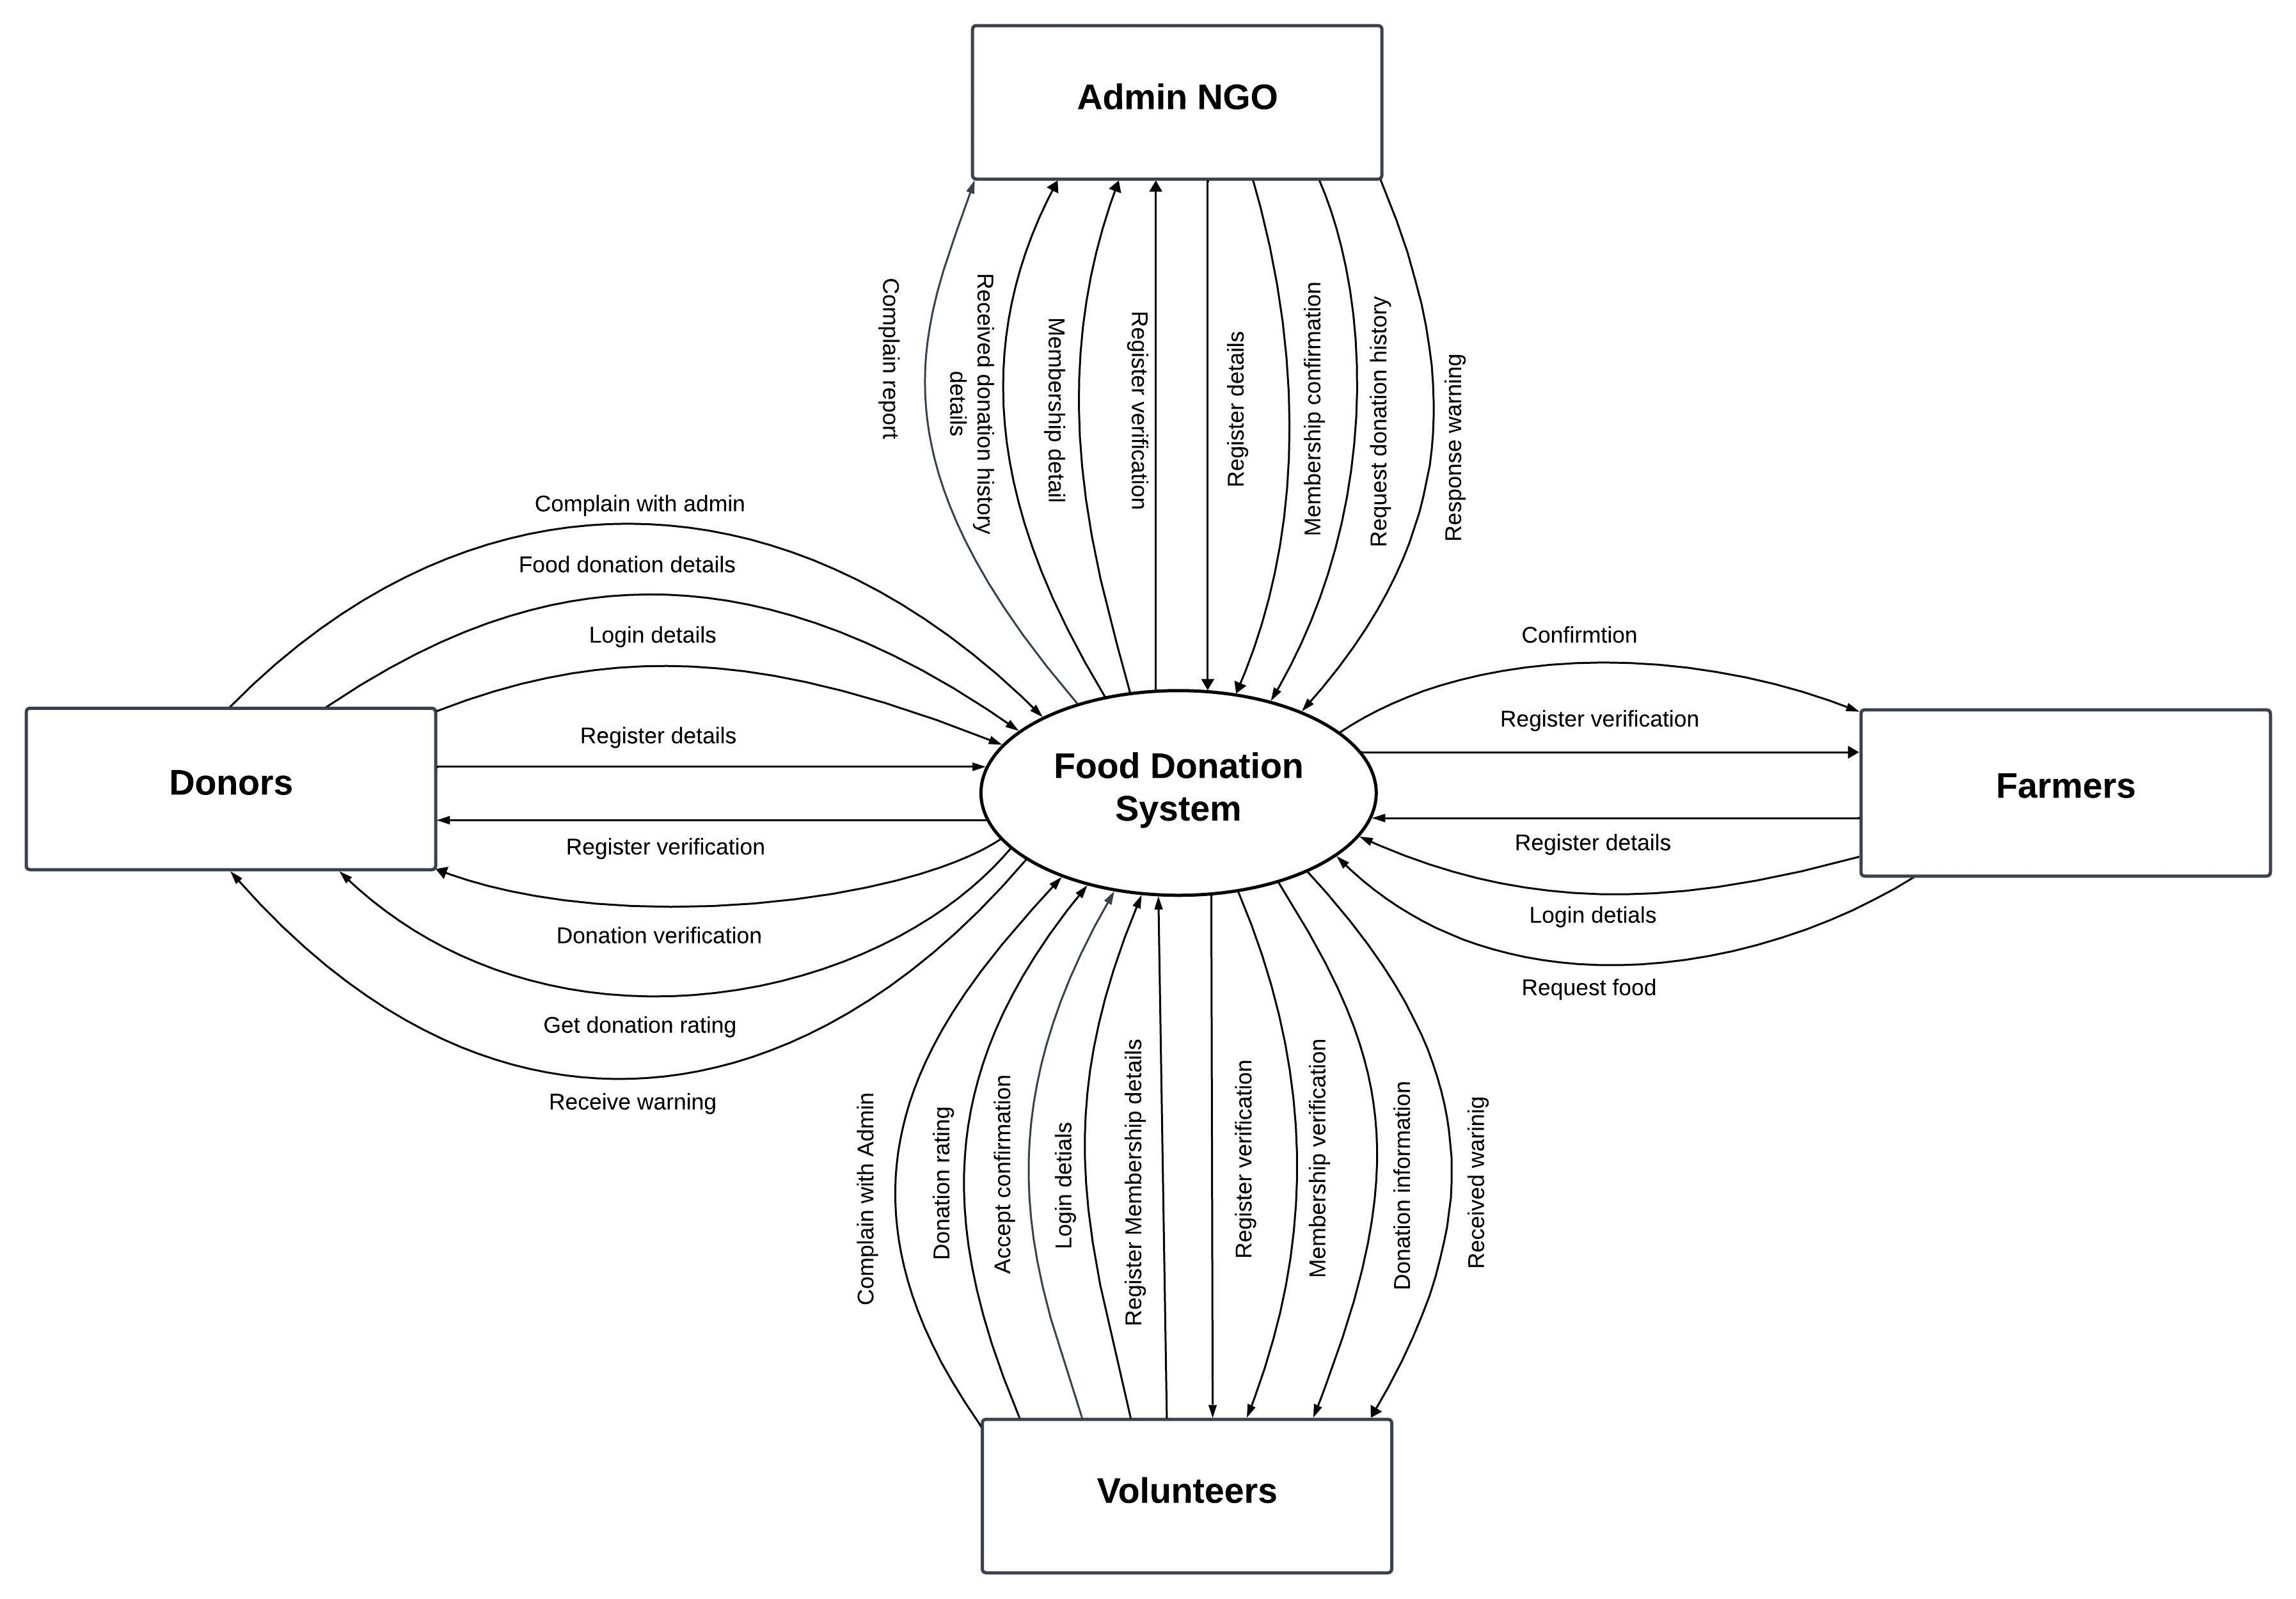 Admin NGO
Complain report
Received donation history
details
Membership detail
Register verification
Register details
Membership confirmation
Request donation history
Response warning
Complain with admin
Food donation details
Login details
Register details
Donors
Register verification
Donation verification
Get donation rating
Receive warning
Food Donation
System
Confirmtion
Register verification
Farmers
Register details
Login detials
Request food
Complain with Admin
Donation rating
Accept confirmation
Login detials
Register Membership details
Register verification
Membership verification
Donation information
Received warinig
Volunteers